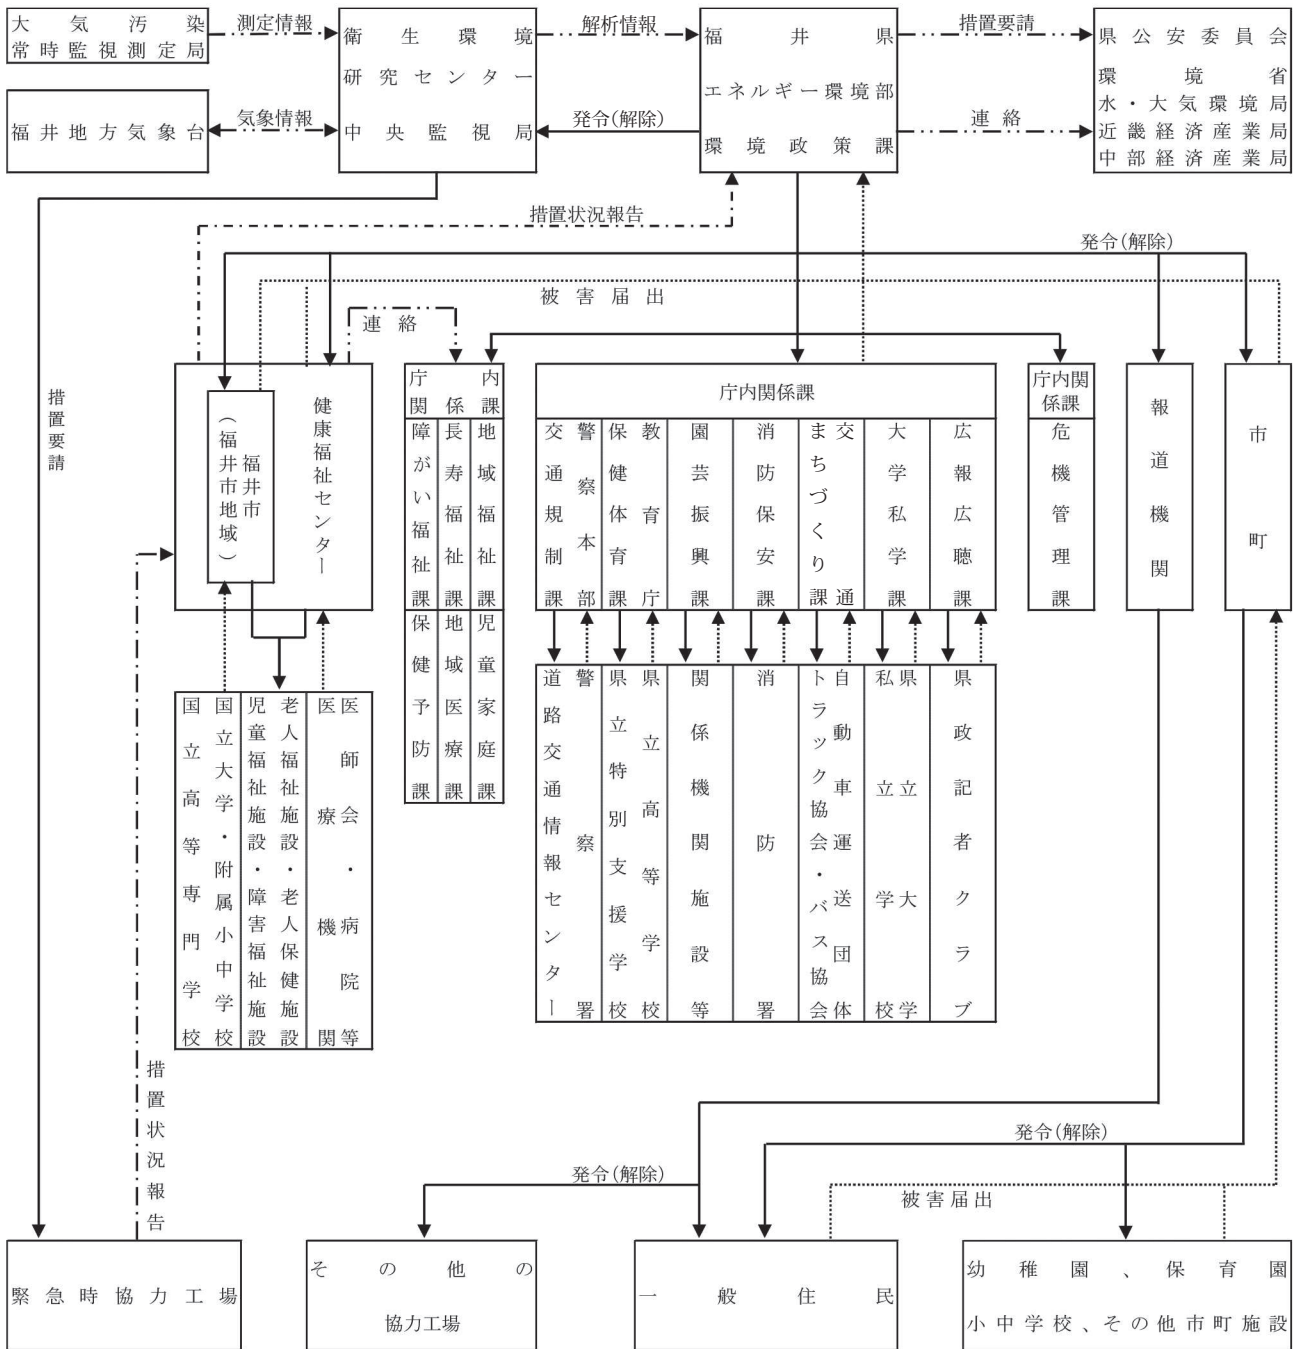 大気汚染
常時監視測定局
測定情報
衛生環境
研究センター
中央監視局
解析情報
福井県
エネルギー環境部
環境政策課
措置要請
県公安委員会
環境省
水・大気環境局
近畿経済産業局
中部経済産業局
福井地方気象台
気象情報
発令(解除)
連絡
措置状況報告
発令(解除)
被害届出
連絡
措置要請
福井市
(福井市地域)
健康福祉センター
庁内
関係課
地域福祉課
長寿福祉課
障がい福祉課
児童家庭課
地域医療課
保健予防課
庁内関係課
警察本部
交通規制課
教育庁
保健体育課
園芸振興課
消防保安課
交通
まちづくり課
大学私学課
広報広聴課
庁内関
係課
危機管理課
報道機関
市町
国立大学・附属小中学校
国立高等専門学校
老人福祉施設・老人保健施設
児童福祉施設・障害福祉施設
医師会・病院等
医療機関
警察署
道路交通情報センター
県立高等学校
県立特別支援学校
関係機関施設等
消防署
自動車運送団体
トラック協会・バス協会
県立大学
私立学校
県政記者クラブ
措置状況報告
発令(解除)
発令(解除)
被害届出
緊急時協力工場
その他の
協力工場
一般住民
幼稚園、保育園
小中学校、その他市町施設